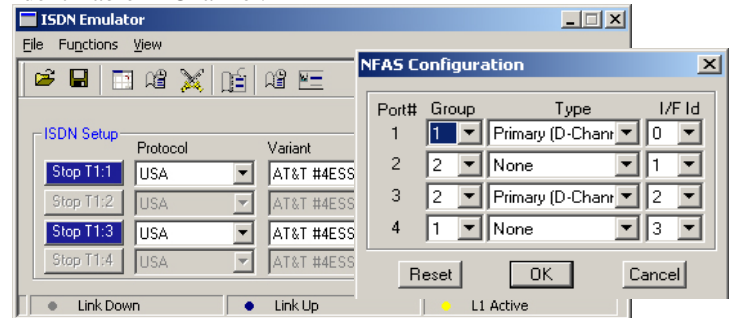 ISDN Emulator
File Functions View
ISDN Setup
Protocol Variant
Stop T1:1 USA AT&T #4ESS
Stop T1:2 USA AT&T #4ESS
Stop T1:3 USA AT&T #4ESS
Stop T1:4 USA AT&T #4ESS
Link Down Link Up L1 Active
NFAS Configuration
Port# Group Type I/F Id
1 1 Primary (D-Chanr 0
2 2 None 1
3 2 Primary (D-Chanr 2
4 1 None 3
Reset OK Cancel